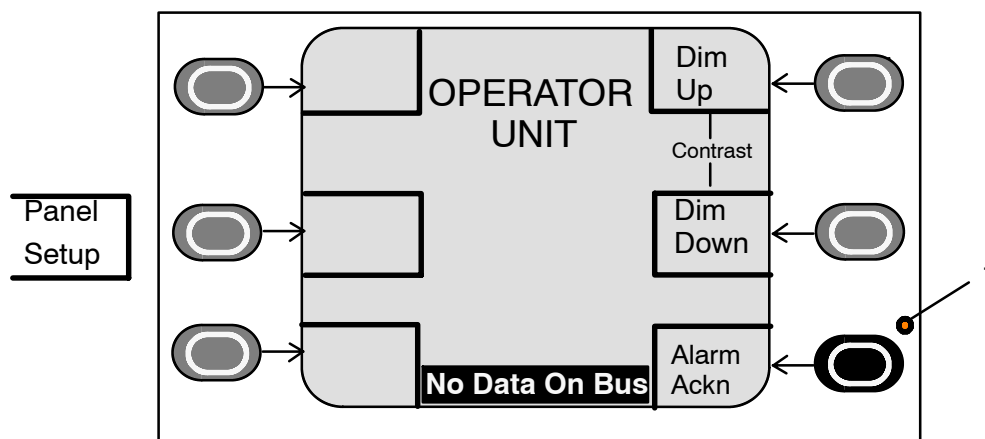 Panel
Setup
OPERATOR
UNIT
Dim
Up
Contrast
Dim
Down
Alarm
Ackn
No Data On Bus